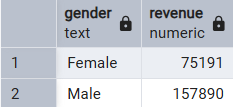 gender revenue
text numeric
1 Female 75191
2 Male 157890